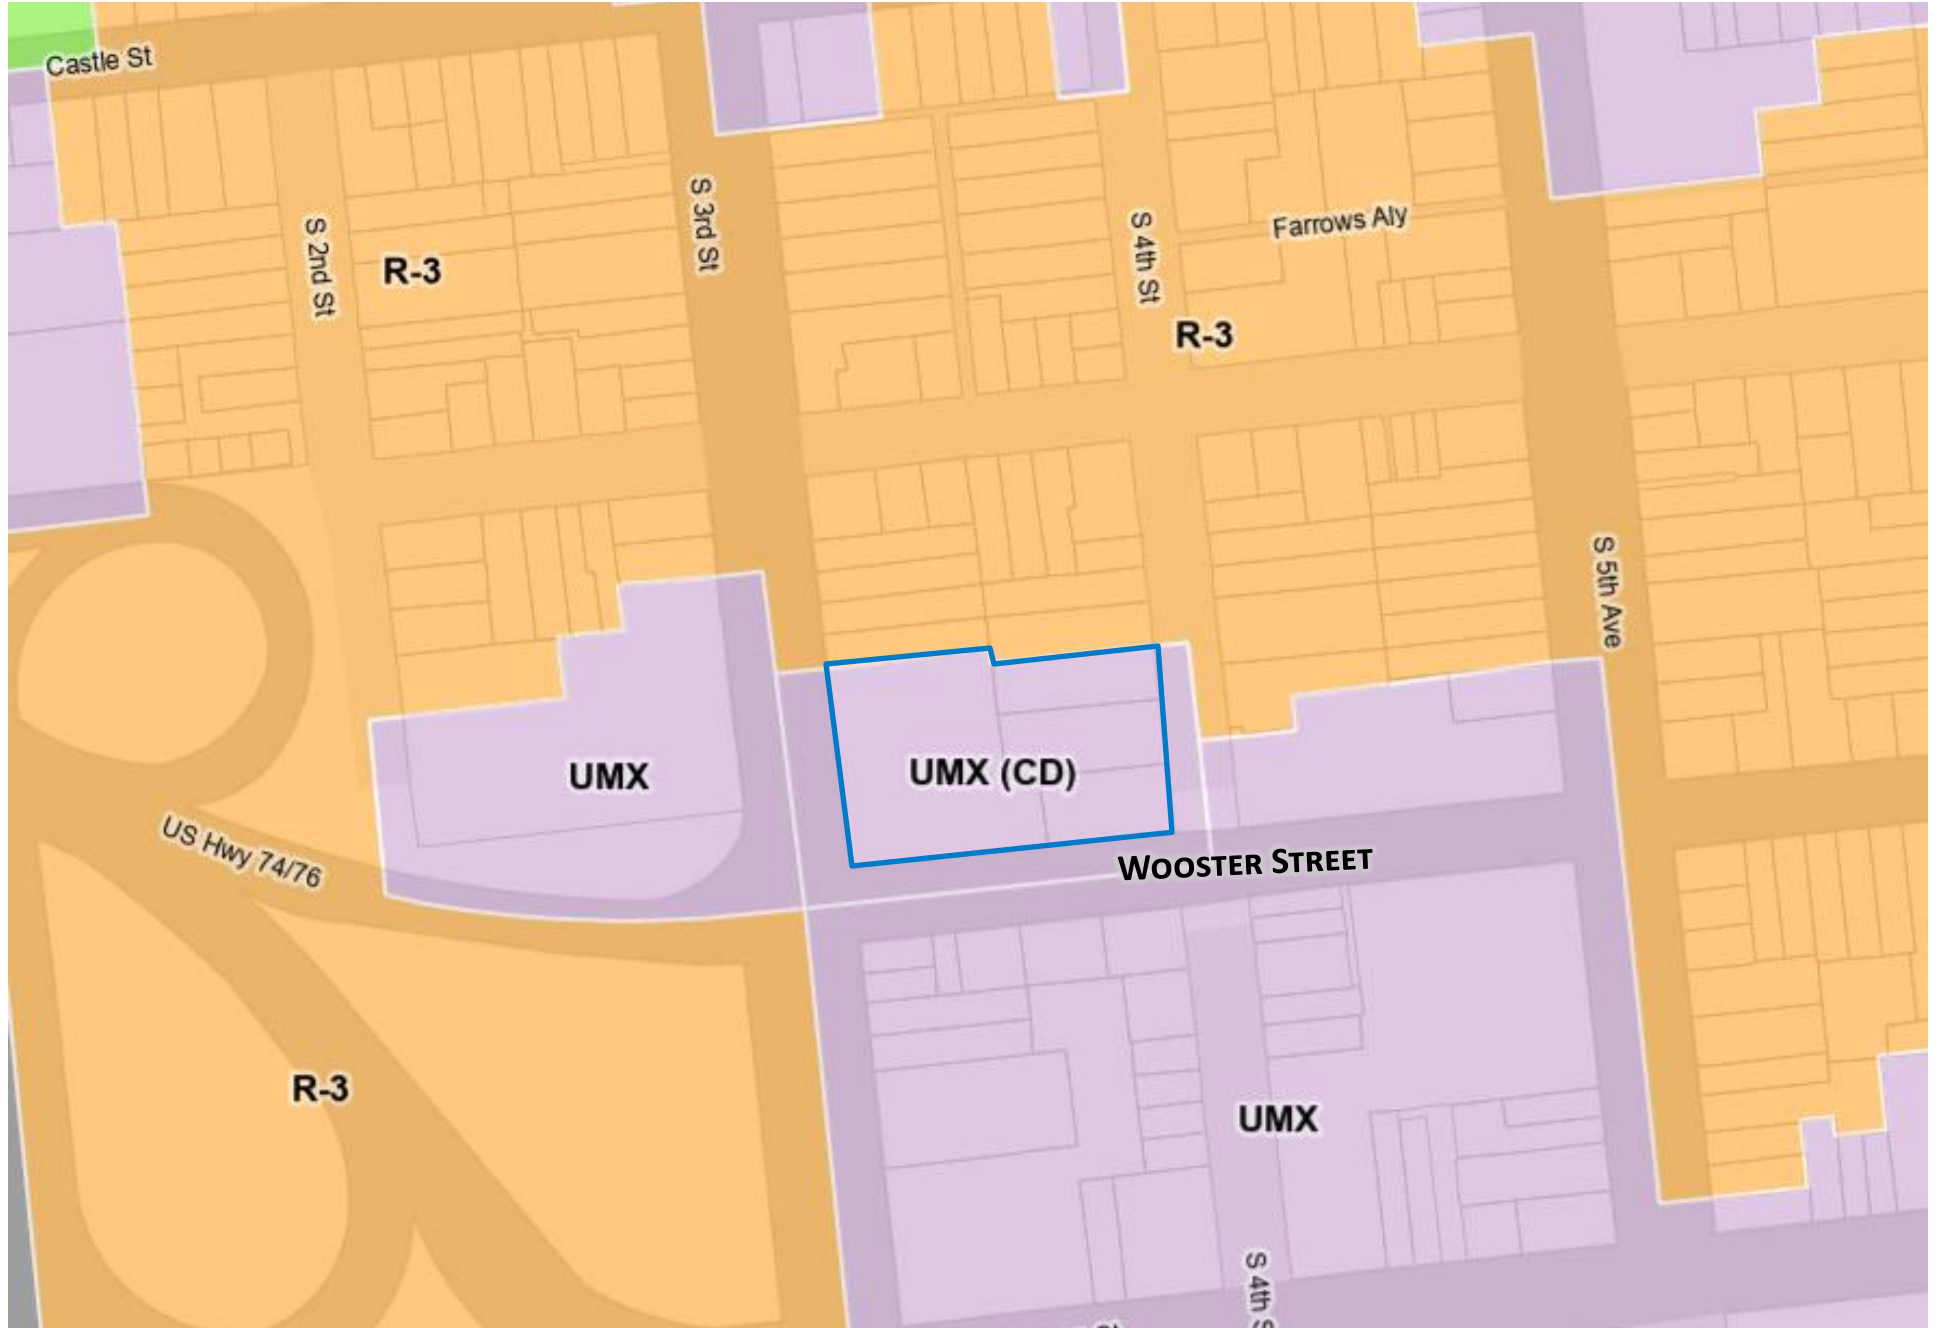 Castle St
S 2nd St
R-3
S 3rd St
S 4th St
Farrows Aly
R-3
S 5th Ave
UMX
UMX (CD)
US Hwy 74/76
WOOSTER STREET
R-3
UMX
S 4th S